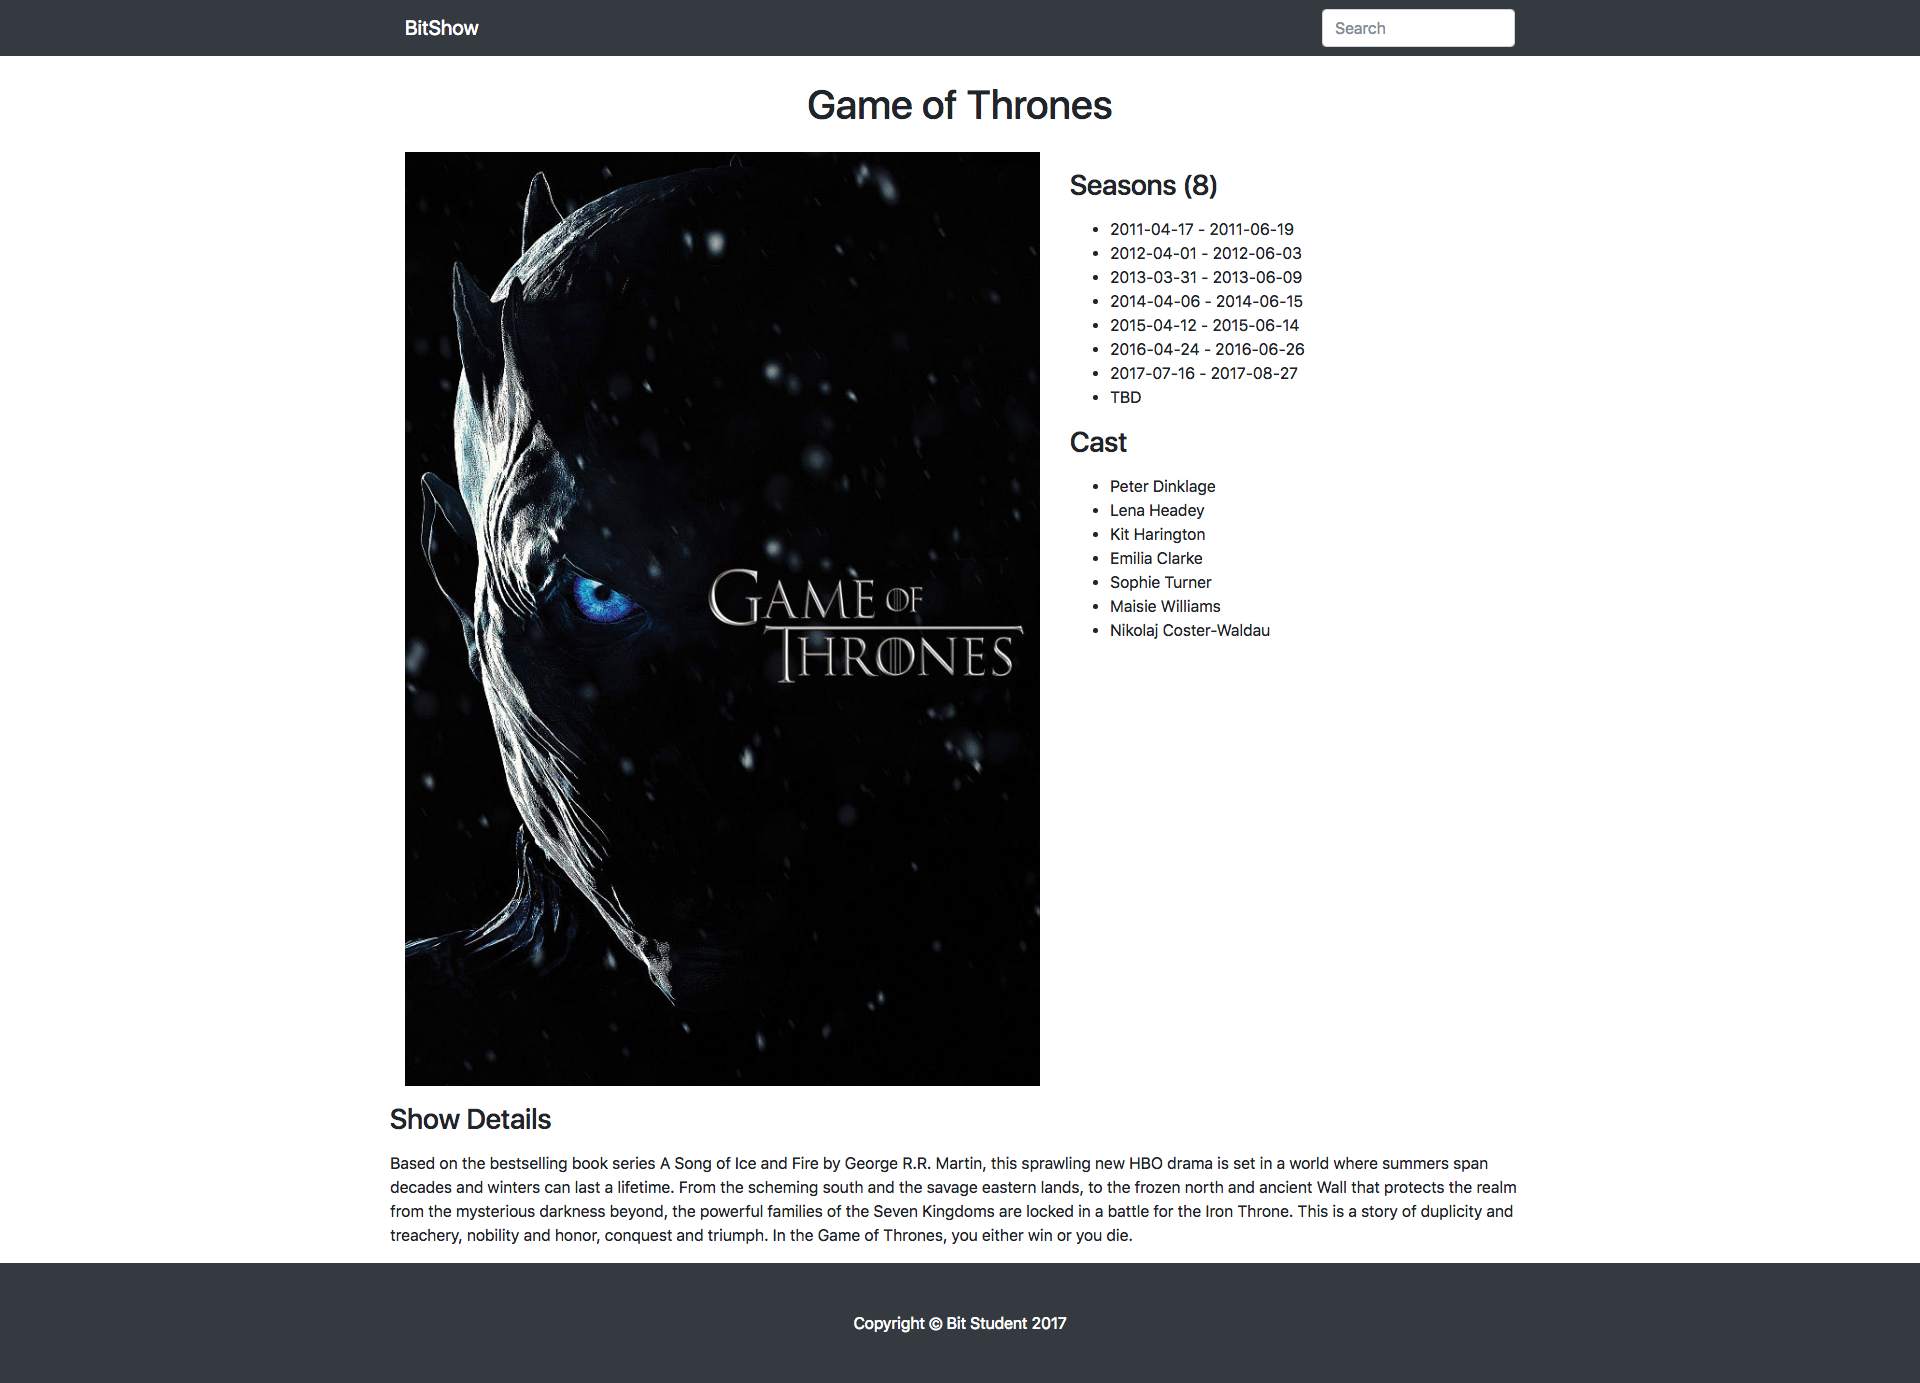 BitShow
Search
Game of Thrones
GAME OF
THRONES
Seasons (8)
2011-04-17 - 2011-06-19
2012-04-01 - 2012-06-03
2013-03-31 - 2013-06-09
2014-04-06 - 2014-06-15
2015-04-12 - 2015-06-14
2016-04-24 - 2016-06-26
2017-07-16 - 2017-08-27
TBD
Cast
Peter Dinklage
Lena Headey
Kit Harington
Emilia Clarke
Sophie Turner
Maisie Williams
Nikolaj Coster-Waldau
Show Details
Based on the bestselling book series A Song of Ice and Fire by George R.R. Martin, this sprawling new HBO drama is set in a world where summers span
decades and winters can last a lifetime. From the scheming south and the savage eastern lands, to the frozen north and ancient Wall that protects the realm
from the mysterious darkness beyond, the powerful families of the Seven Kingdoms are locked in a battle for the Iron Throne. This is a story of duplicity and
treachery, nobility and honor, conquest and triumph. In the Game of Thrones, you either win or you die.
Copyright © Bit Student 2017